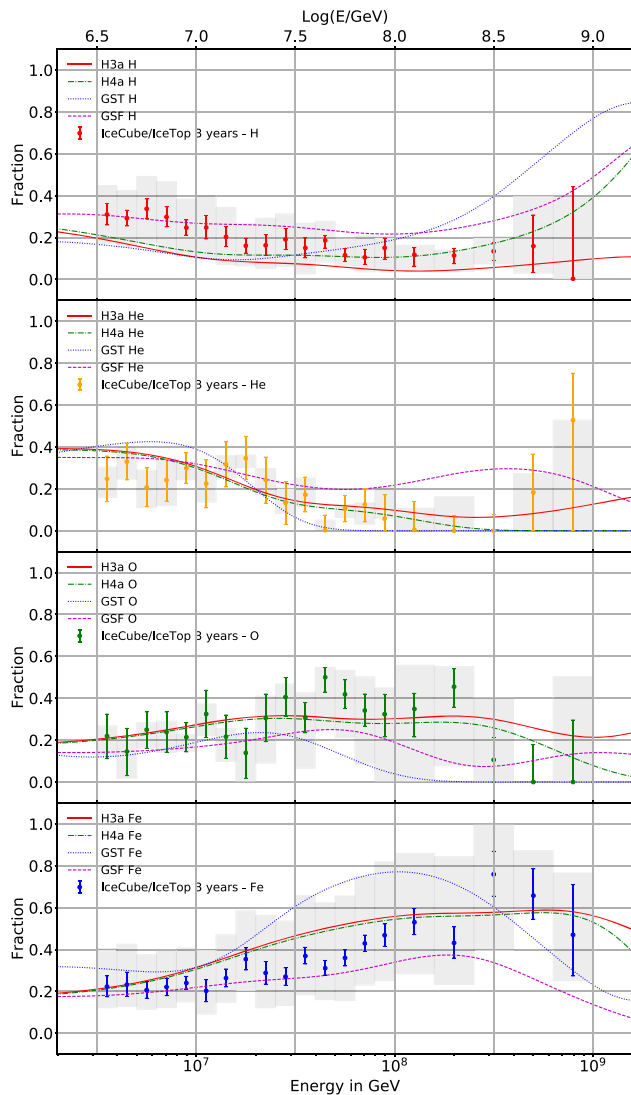 Log(E/GeV)
6.5 7.0 7.5 8.0 8.5 9.0
1.0
0.8
0.6
0.4
0.2
0.0
Fraction
H3a H
H4a H
GST H
GSF H
IceCube/IceTop 3 years - H
1.0
0.8
0.6
0.4
0.2
0.0
Fraction
H3a He
H4a He
GST He
GSF He
IceCube/IceTop 3 years - He
1.0
0.8
0.6
0.4
0.2
0.0
Fraction
H3a O
H4a O
GST O
GSF O
IceCube/IceTop 3 years - O
1.0
0.8
0.6
0.4
0.2
0.0
Fraction
H3a Fe
H4a Fe
GST Fe
GSF Fe
IceCube/IceTop 3 years - Fe
10⁷ 10⁸ 10⁹
Energy in GeV